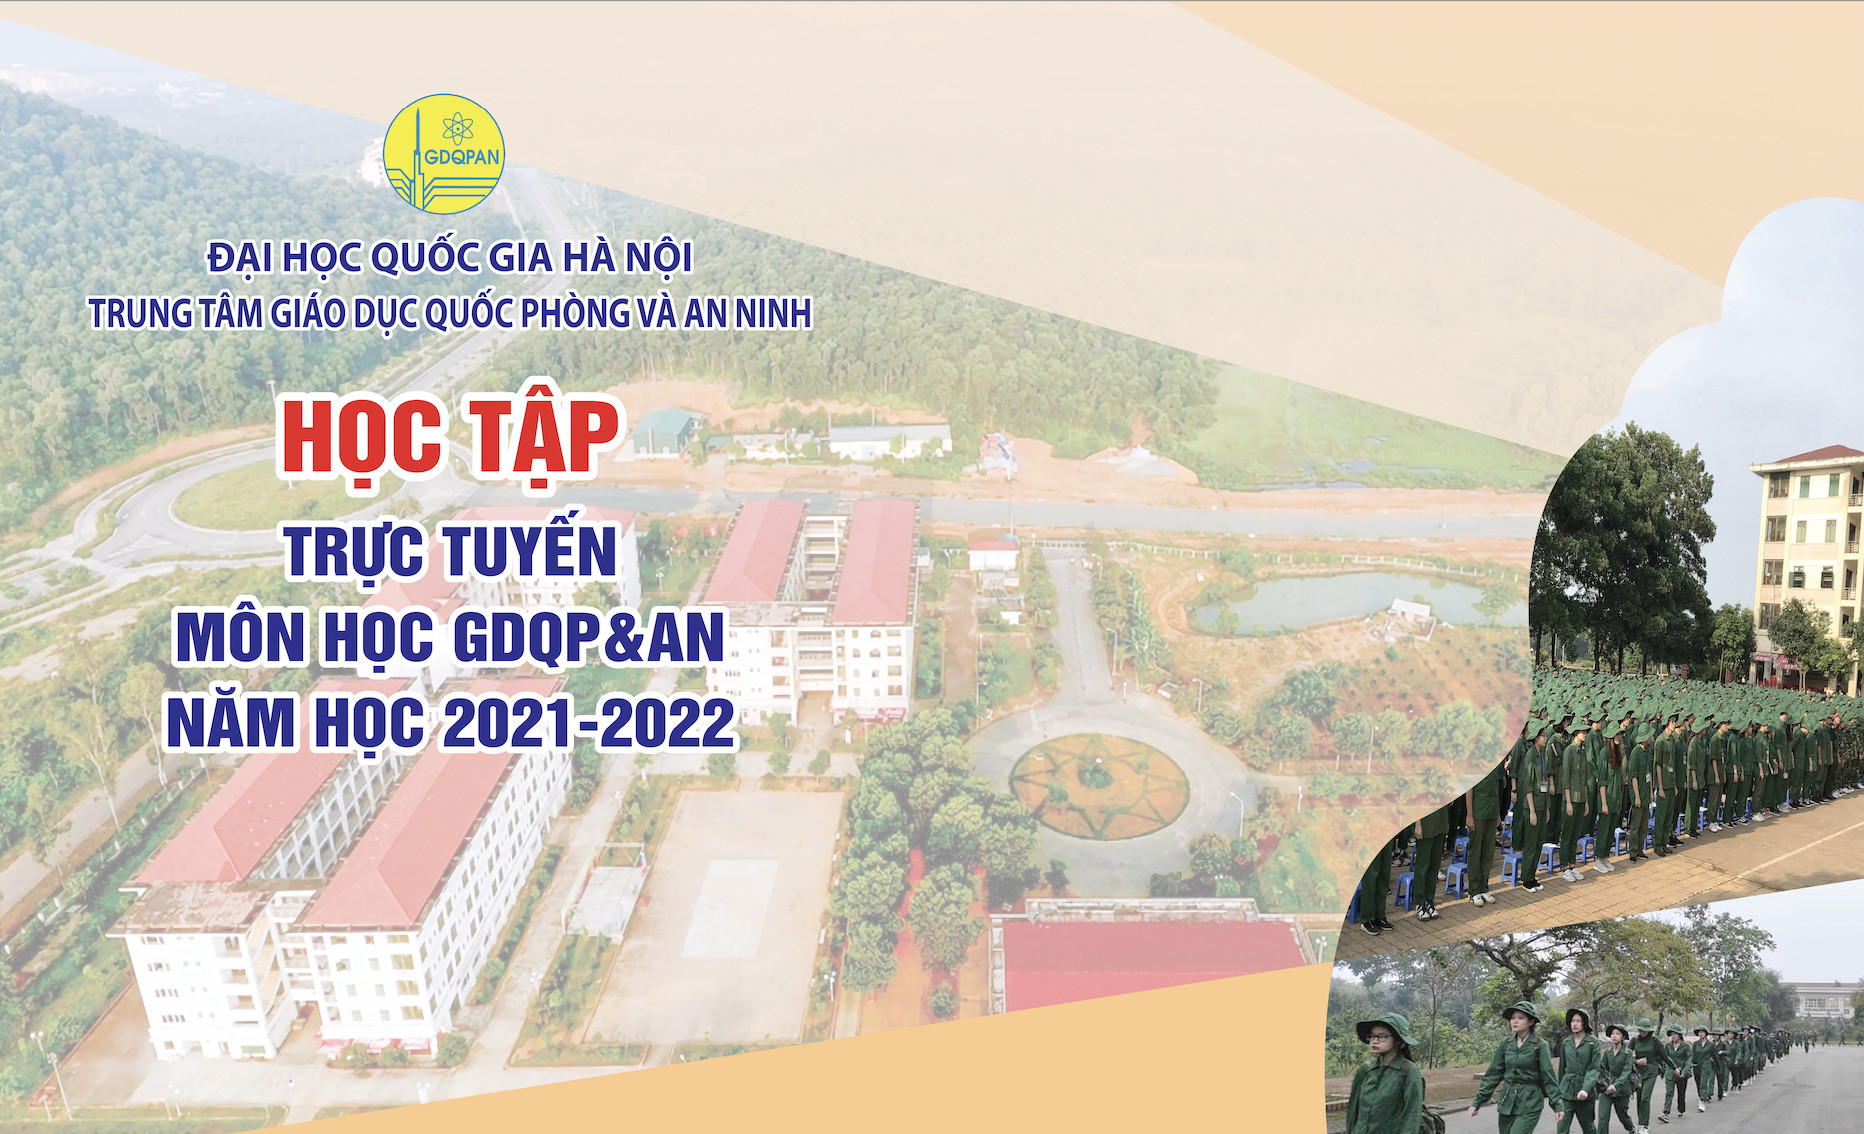 GDQPAN
ĐẠI HỌC QUỐC GIA HÀ NỘI
TRUNG TÂM GIÁO DỤC QUỐC PHÒNG VÀ AN NINH
HỌC TẬP
TRỰC TUYẾN
MÔN HỌC GDQP&AN
NĂM HỌC 2021-2022